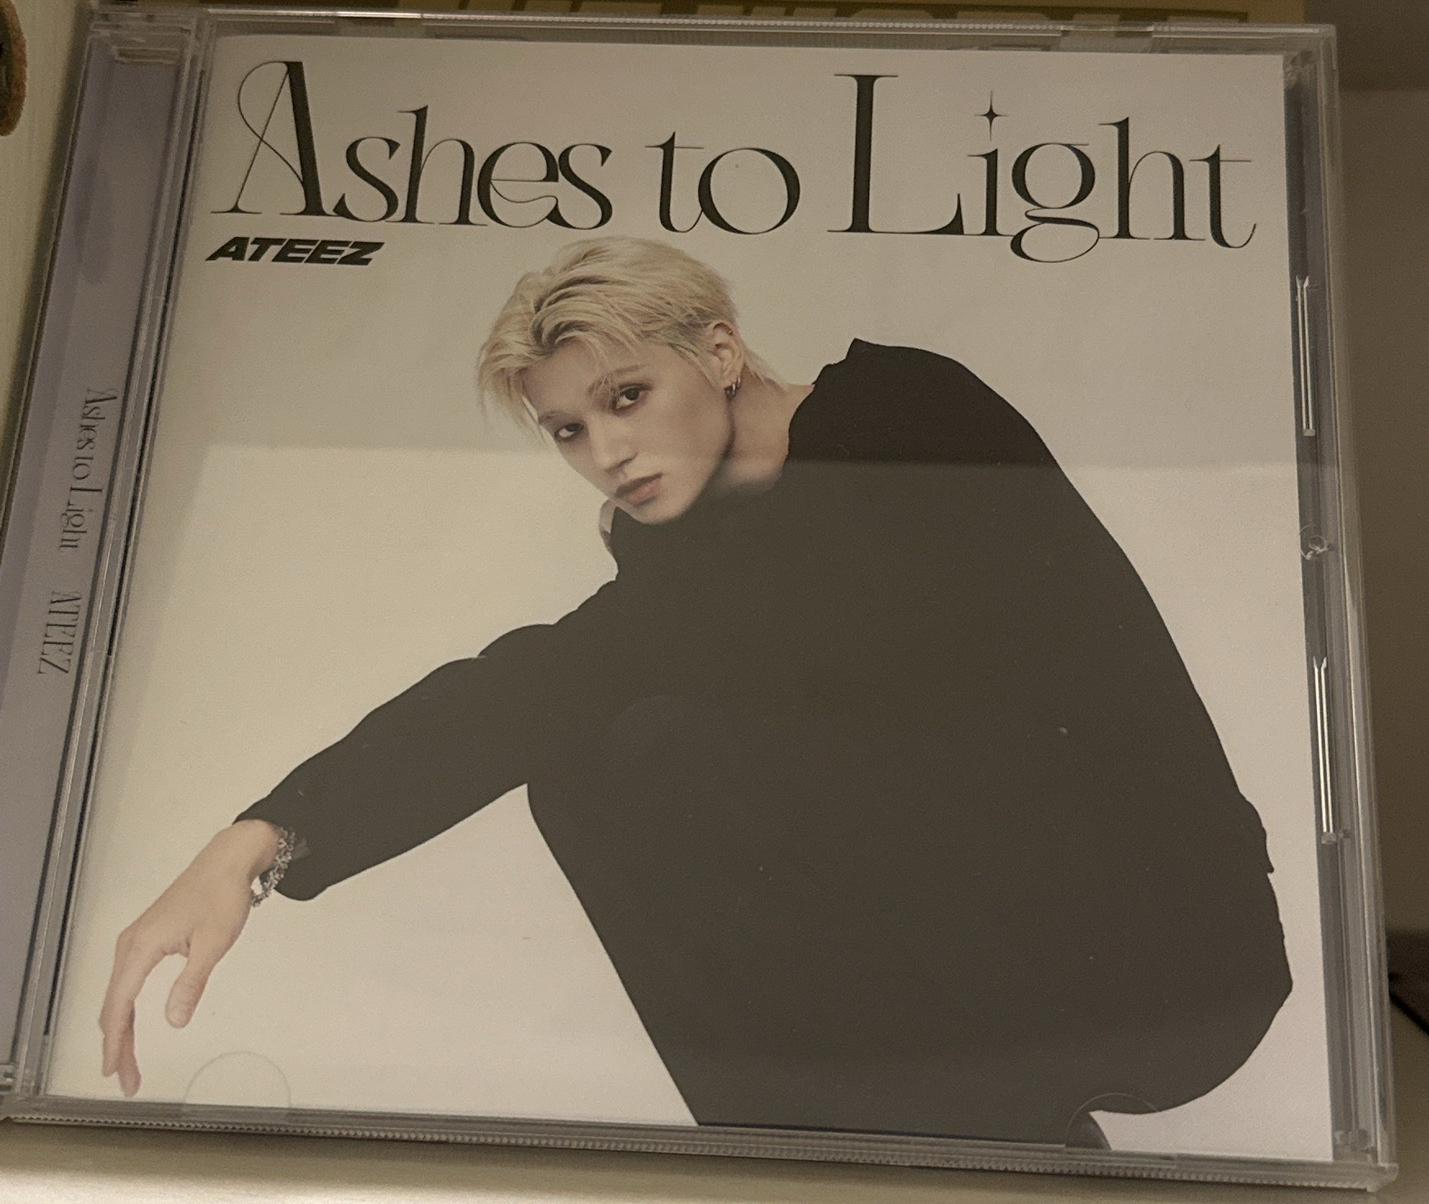 Ashes to Light
ATEEZ
Ashes to Light ATEEZ